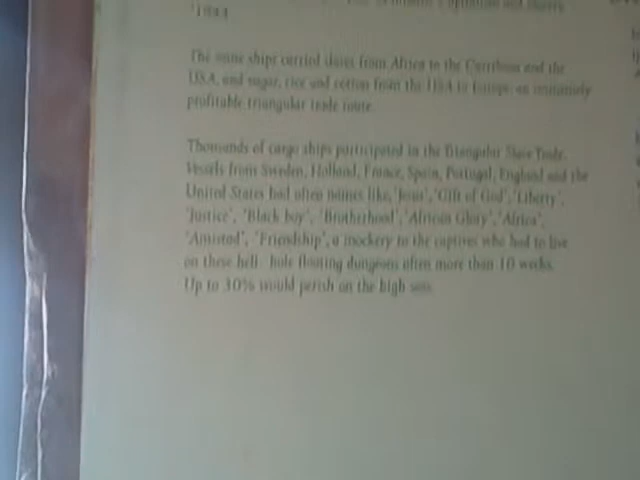 1944
The same ships carried slaves from Africa to the Carribean and the
USA, and sugar, rice and cotton from the USA to Europe, an
profitable triangular trade route.
Thousands of cargo ships participated in the Triangular Slave Trade.
Vessels from Sweden, Holland, France, Spain, Portugal, England and the
United States had often names like, 'Jesus', 'Gift of God', 'Liberty',
'Justice', 'Black boy', 'Brotherhood', 'African Glory', 'Africa',
'Amistad', 'Friendship', a mockery to the captives who had to live
on these hell hole floating dungeons often more than 10 weeks.
Up to 30% would perish on the high seas.